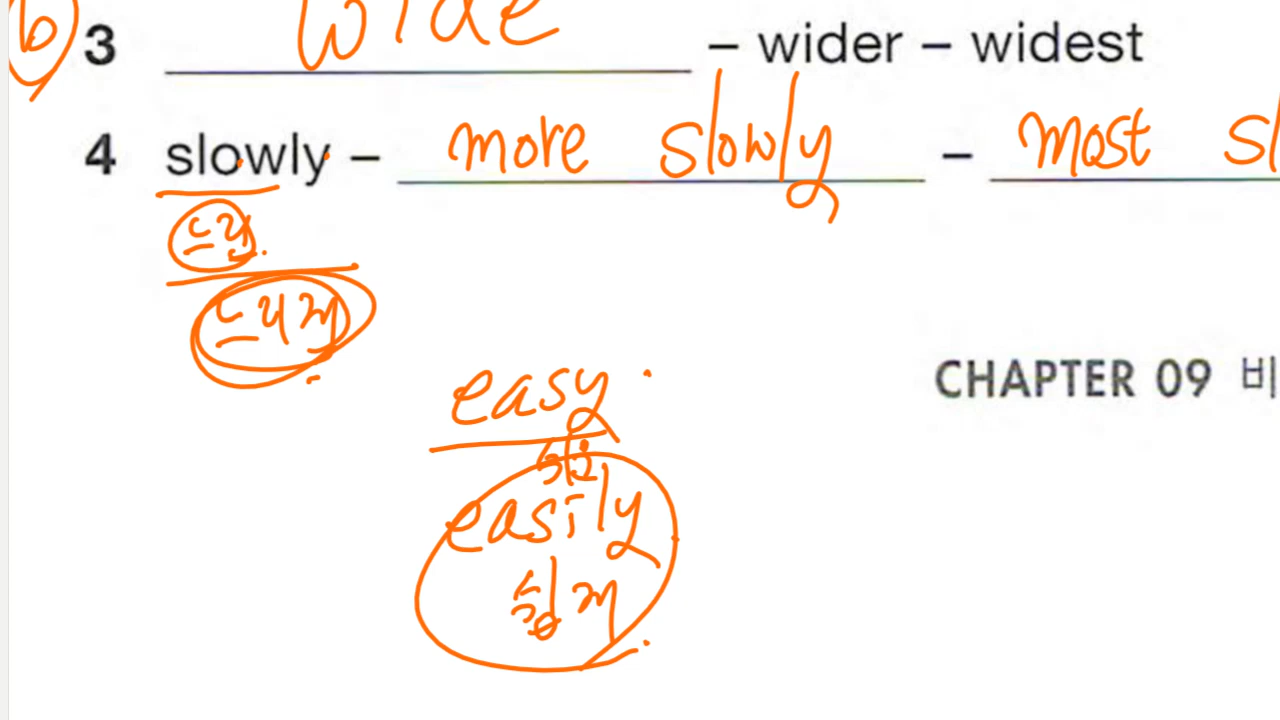 6) 3 wide – wider – widest
4 slowly – more slowly – most sl
느린
느리게
CHAPTER 09 비
easy
쉬운
easily
쉽게